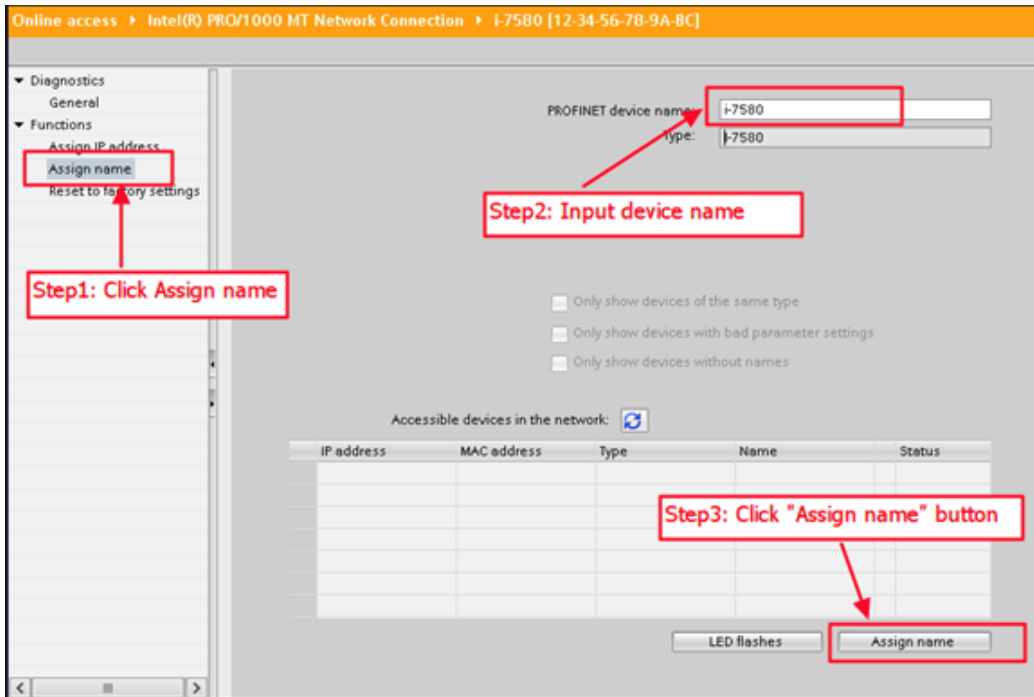 Online access ▸ Intel(R) PRO/1000 MT Network Connection ▸ i-7580 [12-34-56-78-9A-BC]
Diagnostics
General
Functions
Assign IP address
Assign name
Reset to factory settings
Step1: Click Assign name
PROFINET device name: i-7580
Type: i-7580
Step2: Input device name
Only show devices of the same type
Only show devices with bad parameter settings
Only show devices without names
Accessible devices in the network:
IP address MAC address Type Name Status
Step3: Click "Assign name" button
LED flashes Assign name